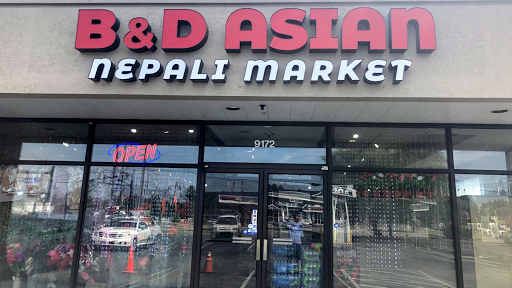 B&D ASIAN
NEPALI MARKET
9172
OPEN